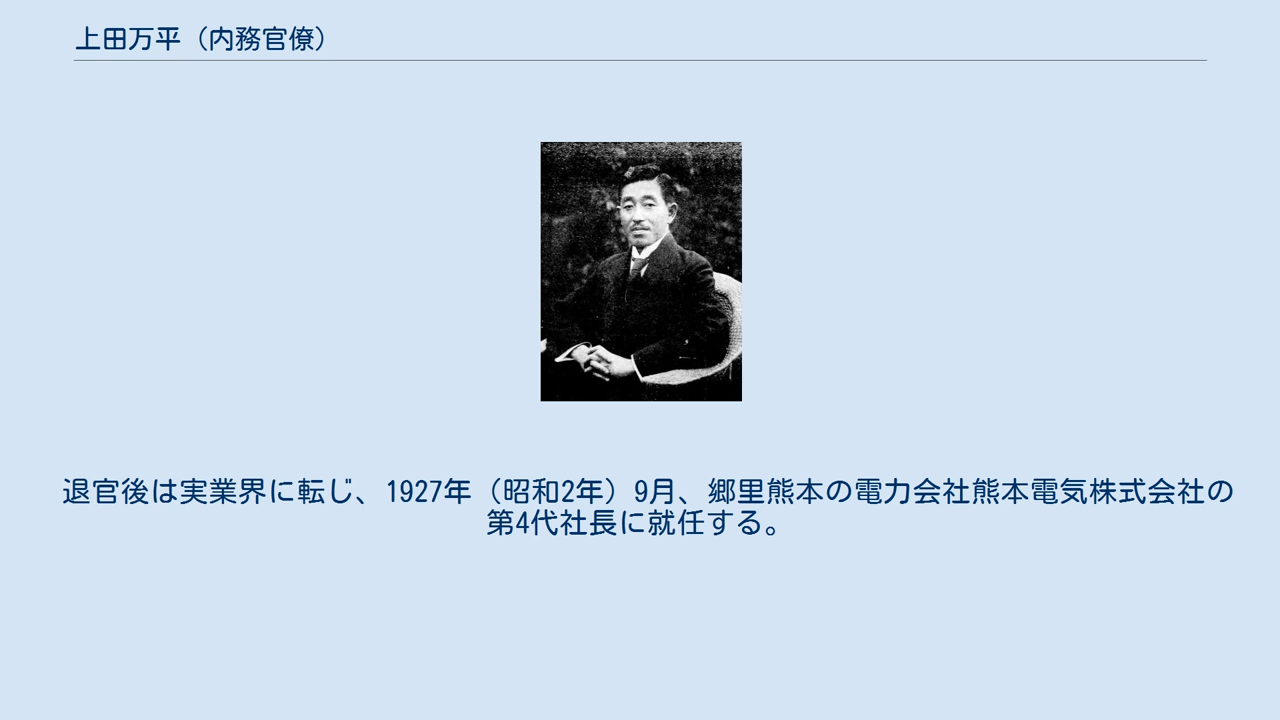 上田万平（内務官僚）
退官後は実業界に転じ、1927年（昭和2年）9月、郷里熊本の電力会社熊本電気株式会社の
第4代社長に就任する。